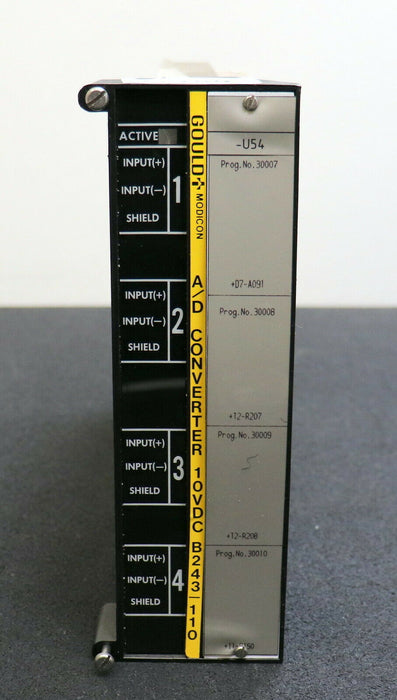 ACTIVE
INPUT(+)
INPUT(−)
SHIELD
1
INPUT(+)
INPUT(−)
SHIELD
2
INPUT(+)
INPUT(−)
SHIELD
3
INPUT(+)
INPUT(−)
SHIELD
4
GOULD MODICON A/D CONVERTER 10VDC B243/110
-U54
Prog.No.30007
+D7-A091
Prog.No.30008
+12-R207
Prog.No.30009
+12-R208
Prog.No.30010